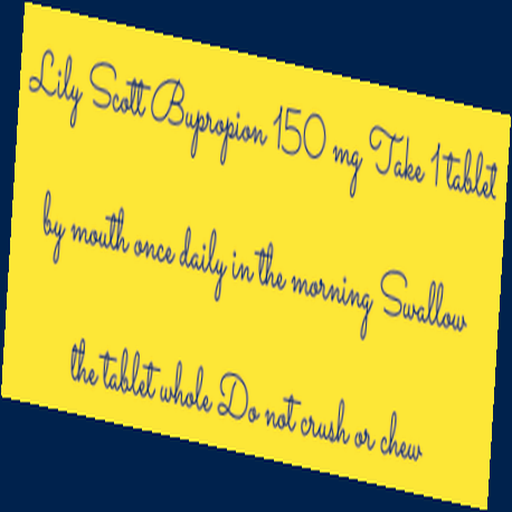 Lily Scott Bupropion 150 mg Take 1 tablet
by mouth once daily in the morning Swallow
the tablet whole Do not crush or chew